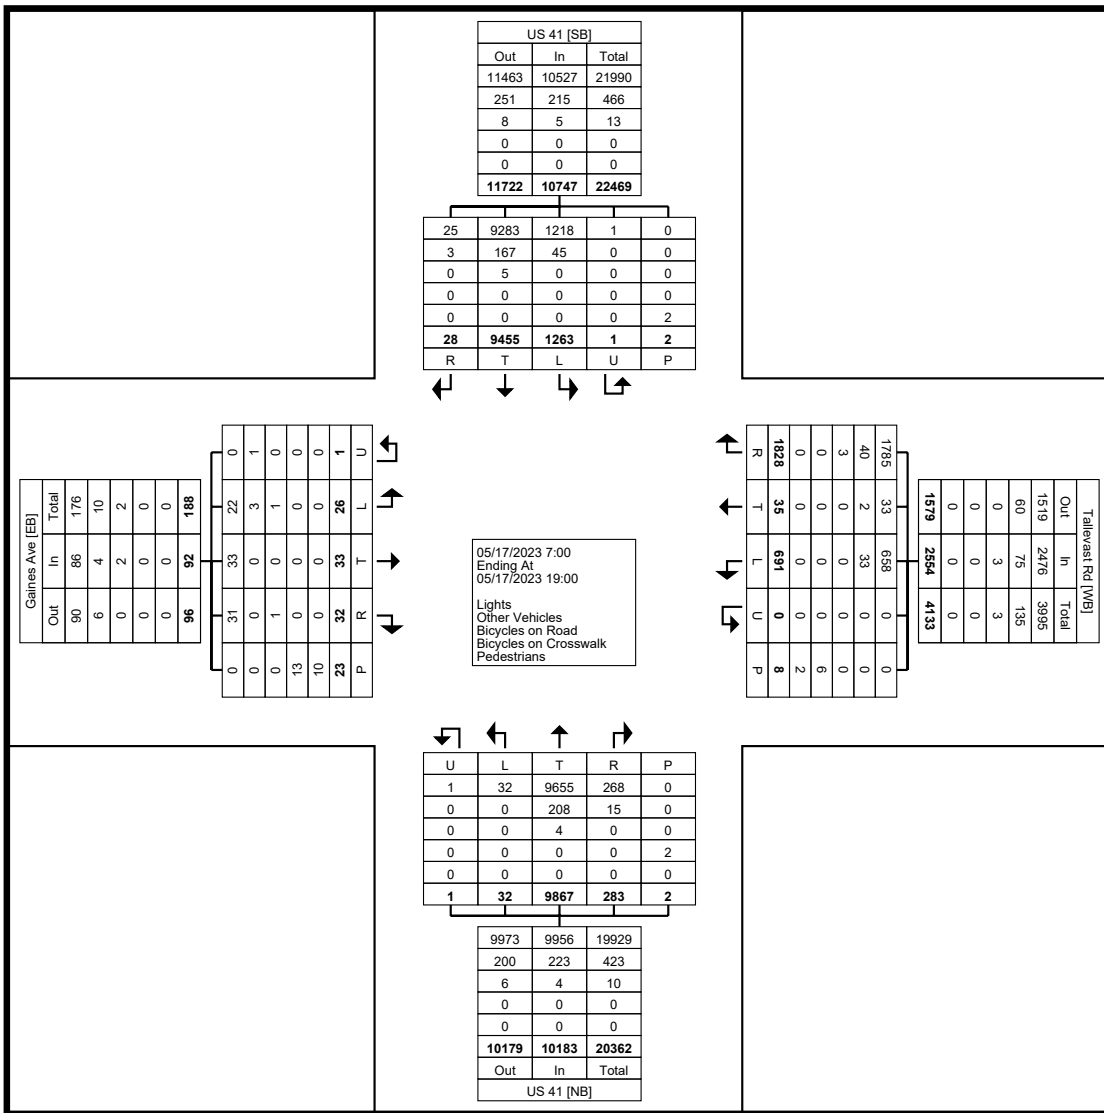 US 41 [SB]
Out In Total
11463 10527 21990
251 215 466
8 5 13
0 0 0
0 0 0
11722 10747 22469
25 9283 1218 1 0
3 167 45 0 0
0 5 0 0 0
0 0 0 0 0
0 0 0 0 2
28 9455 1263 1 2
R T L U P
Gaines Ave [EB]
Total In Out
176 86 90
10 4 6
2 2 0
0 0 0
0 0 0
188 92 96
0 22 33 31 0
1 3 0 0 0
0 1 0 1 0
0 0 0 0 13
0 0 0 0 10
1 26 33 32 23
U L T R P
05/17/2023 7:00
Ending At
05/17/2023 19:00
Lights
Other Vehicles
Bicycles on Road
Bicycles on Crosswalk
Pedestrians
Tallevast Rd [WB]
Out In Total
1519 2476 3995
60 75 135
0 3 3
0 0 0
0 0 0
1579 2554 4133
1785 33 658 0 0
40 2 33 0 0
3 0 0 0 0
0 0 0 0 6
0 0 0 0 2
1828 35 691 0 8
R T L U P
U L T R P
1 32 9655 268 0
0 0 208 15 0
0 0 4 0 0
0 0 0 0 2
0 0 0 0 0
1 32 9867 283 2
9973 9956 19929
200 223 423
6 4 10
0 0 0
0 0 0
10179 10183 20362
Out In Total
US 41 [NB]